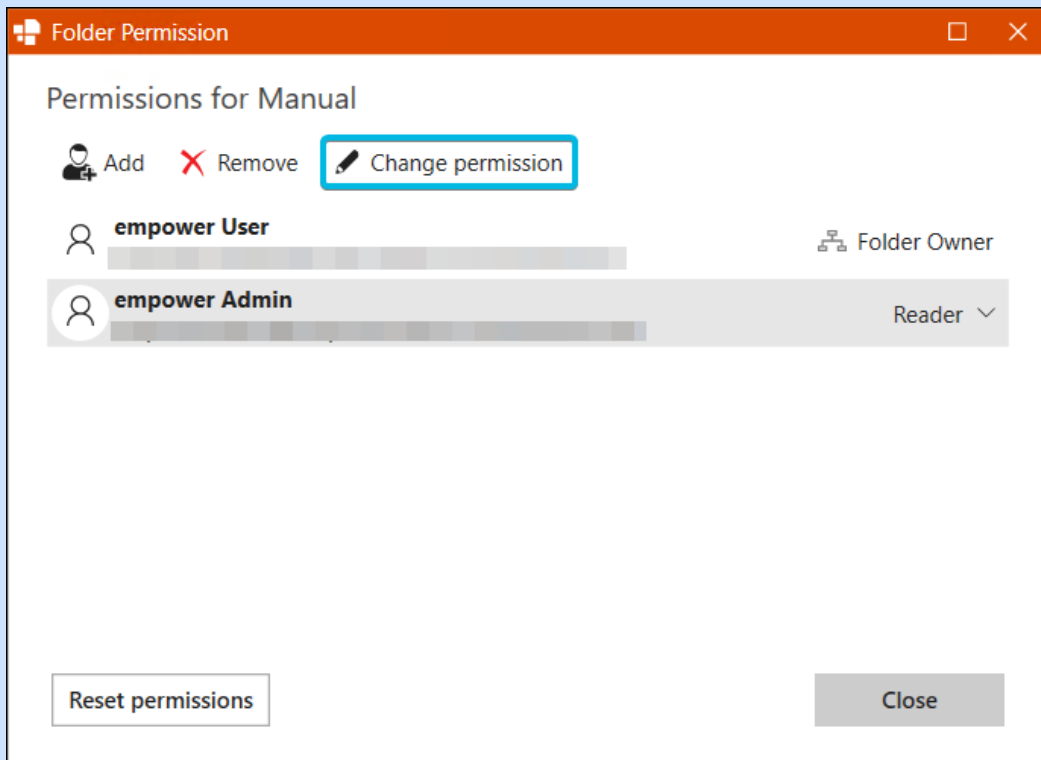 Folder Permission
Permissions for Manual
Add Remove Change permission
empower User
Folder Owner
empower Admin
Reader
Reset permissions Close